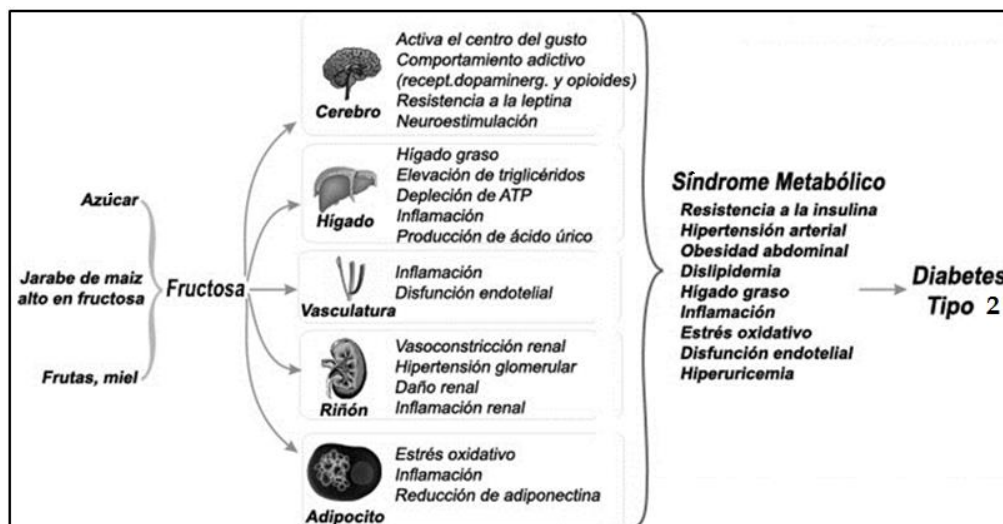 Azúcar
Jarabe de maiz
alto en fructosa
Frutas, miel
Fructosa
Cerebro
Activa el centro del gusto
Comportamiento adictivo
(recept.dopaminerg. y opioides)
Resistencia a la leptina
Neuroestimulación
Hígado
Hígado graso
Elevación de triglicéridos
Depleción de ATP
Inflamación
Producción de ácido úrico
Vasculatura
Inflamación
Disfunción endotelial
Riñón
Vasoconstricción renal
Hipertensión glomerular
Daño renal
Inflamación renal
Adipocito
Estrés oxidativo
Inflamación
Reducción de adiponectina
Síndrome Metabólico
Resistencia a la insulina
Hipertensión arterial
Obesidad abdominal
Dislipidemia
Hígado graso
Inflamación
Estrés oxidativo
Disfunción endotelial
Hiperuricemia
Diabetes
Tipo 2